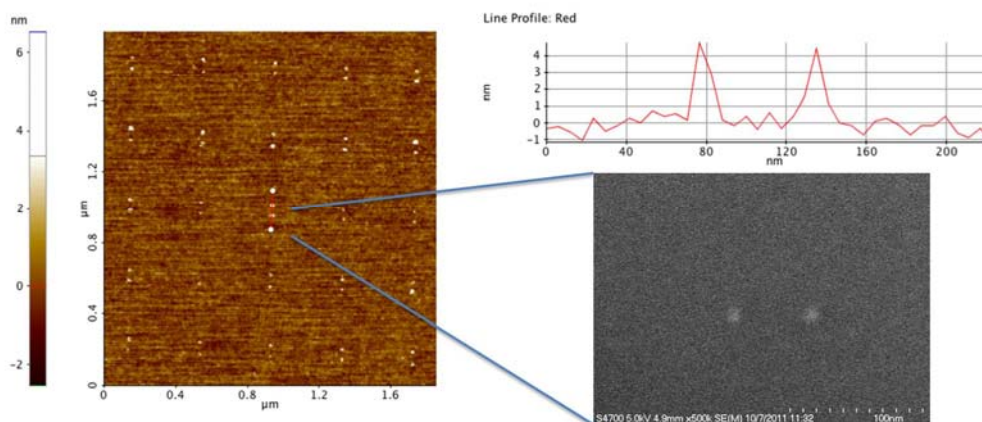 nm
6
4
2
0
-2
1.6
1.2
0.8
0.4
0
μm
0 0.4 0.8 1.2 1.6
μm
Line Profile: Red
4
3
2
1
0
-1
nm
0 40 80 120 160 200
nm
S4700 5.0kV 4.9mm x500k SE(M) 10/7/2011 11:32 100nm